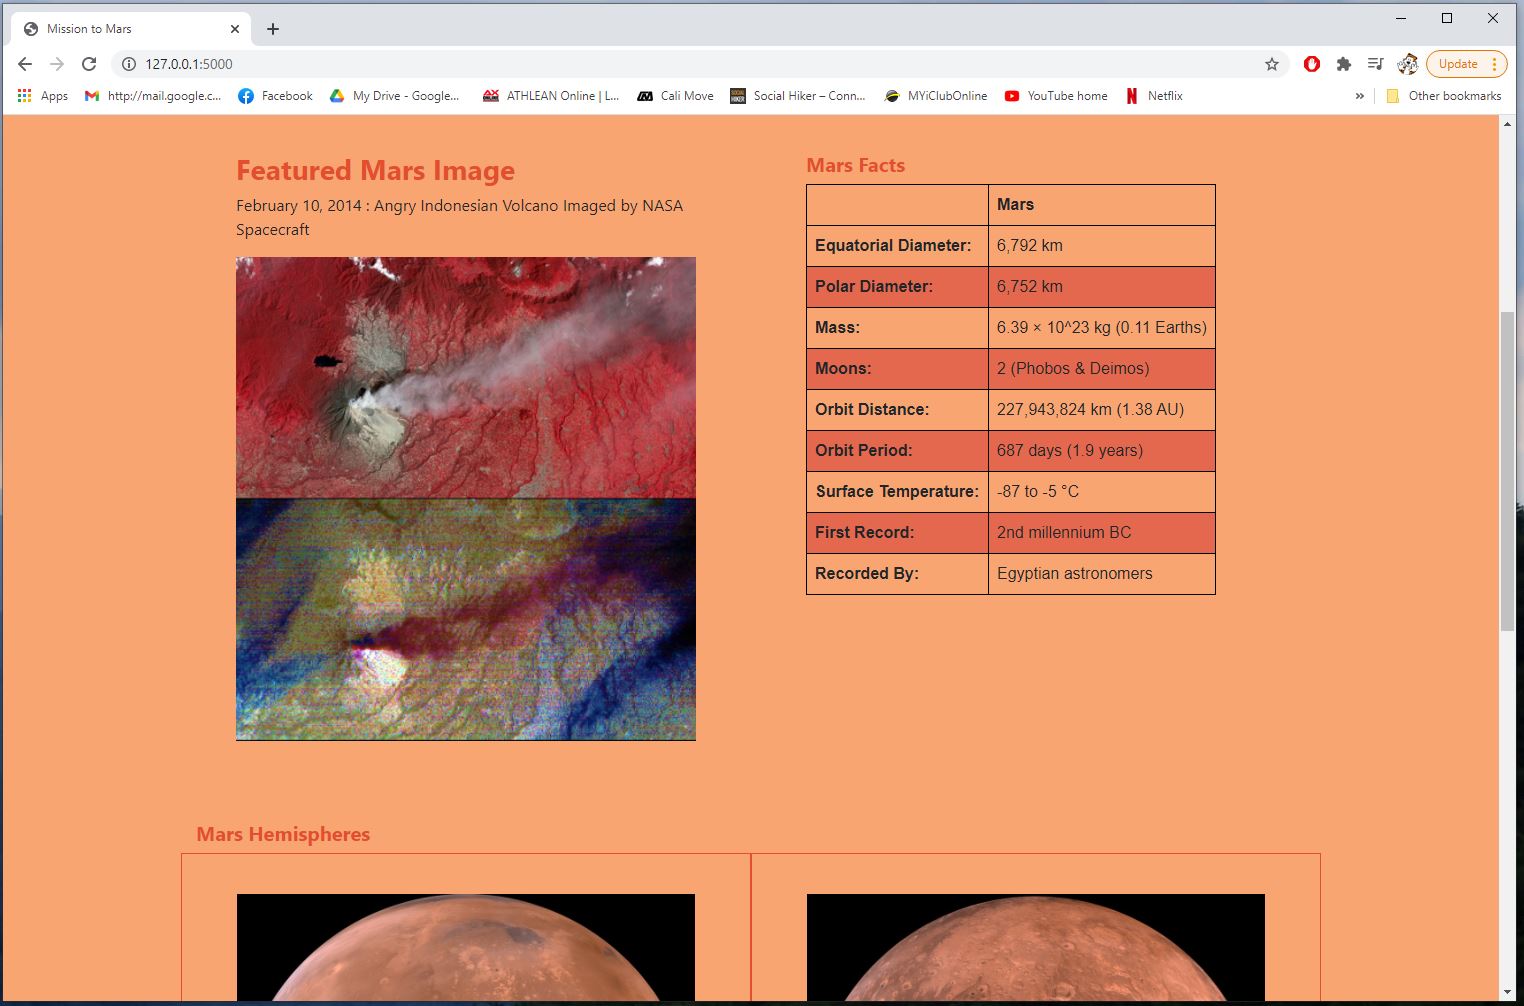 Mission to Mars
127.0.0.1:5000
Update
Apps
http://mail.google.c...
Facebook
My Drive - Google...
ATHLEAN Online | L...
Cali Move
Social Hiker – Conn...
MYiClubOnline
YouTube home
Netflix
»
Other bookmarks
Featured Mars Image
February 10, 2014 : Angry Indonesian Volcano Imaged by NASA
Spacecraft
Mars Facts
Mars
Equatorial Diameter: 6,792 km
Polar Diameter: 6,752 km
Mass: 6.39 × 10^23 kg (0.11 Earths)
Moons: 2 (Phobos & Deimos)
Orbit Distance: 227,943,824 km (1.38 AU)
Orbit Period: 687 days (1.9 years)
Surface Temperature: -87 to -5 °C
First Record: 2nd millennium BC
Recorded By: Egyptian astronomers
Mars Hemispheres